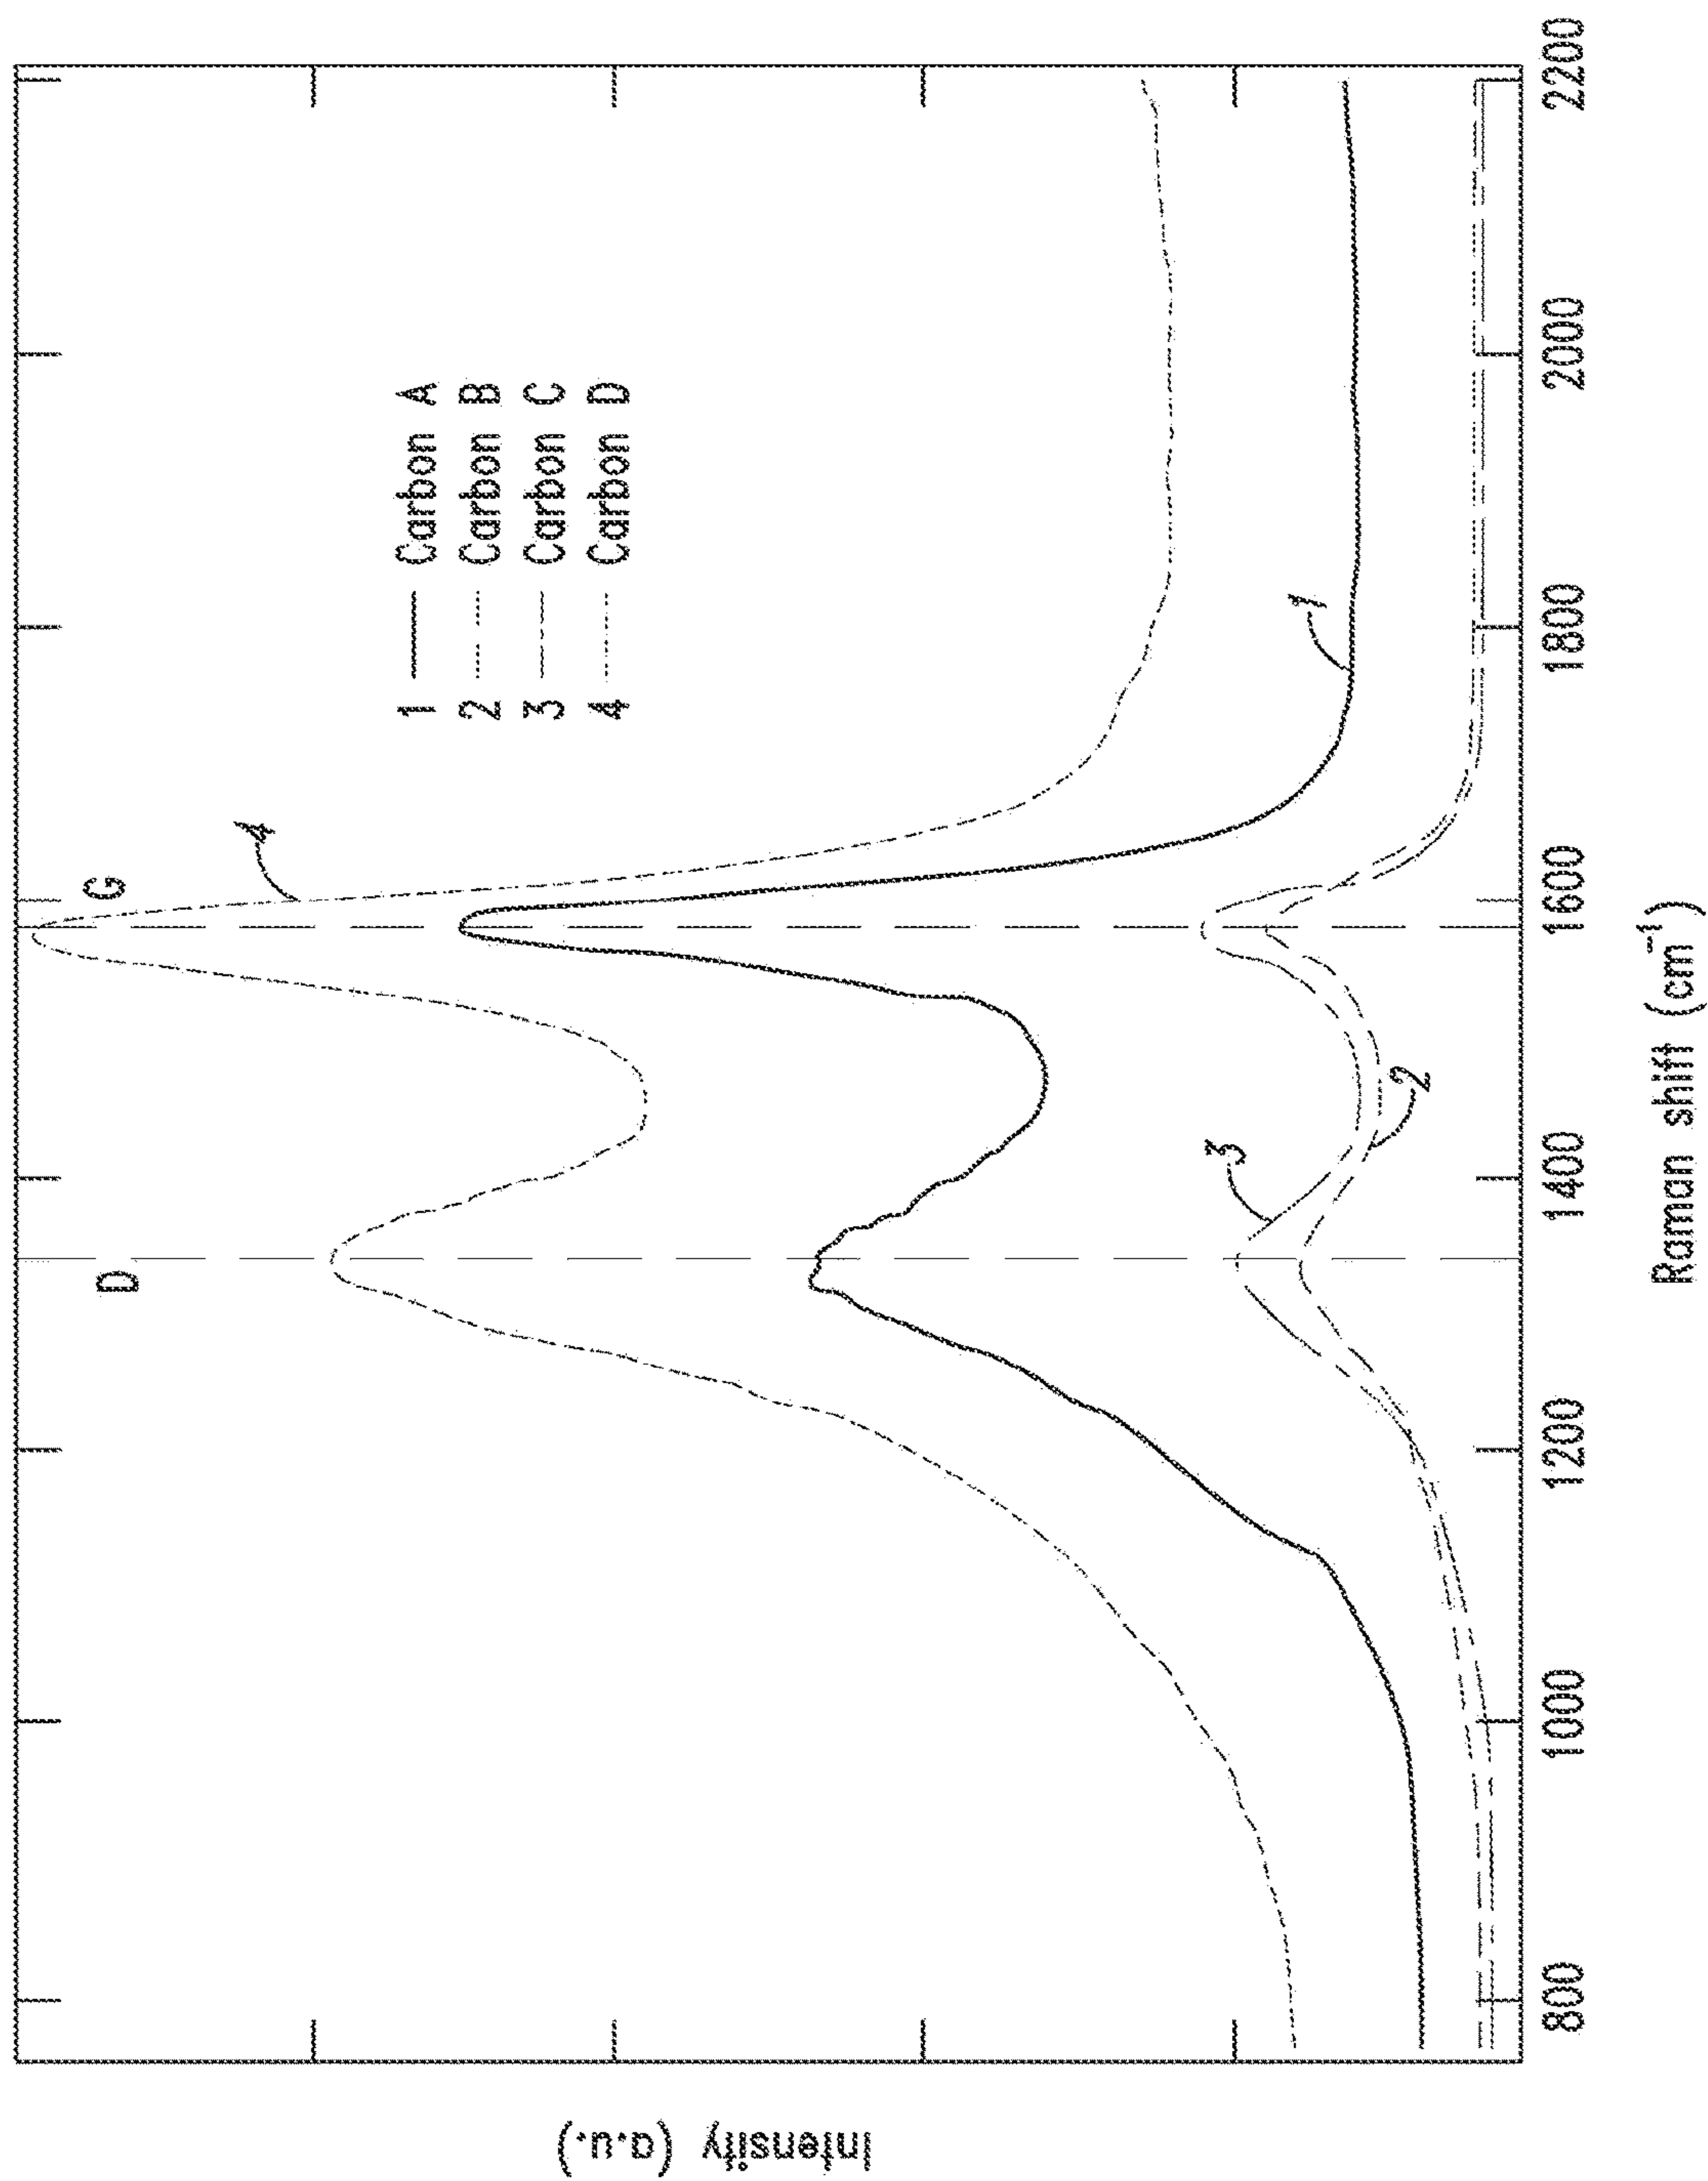 D
G
4
1 Carbon A
2 Carbon B
3 Carbon C
4 Carbon D
3
2
1
800 1000 1200 1400 1600 1800 2000 2200
Raman shift (cm⁻¹)
Intensity (a.u.)